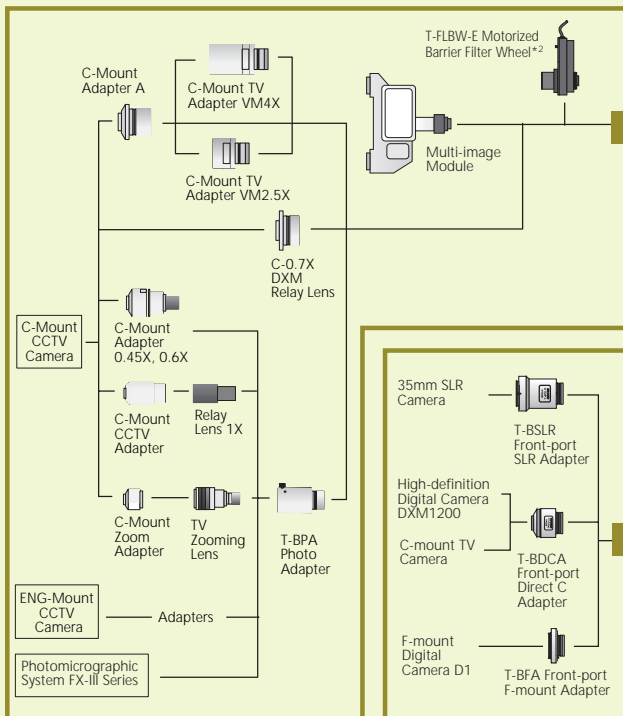 T-FLBW-E Motorized
Barrier Filter Wheel*2
C-Mount
Adapter A
C-Mount TV
Adapter VM4X
C-Mount TV
Adapter VM2.5X
Multi-image
Module
C-0.7X
DXM
Relay Lens
C-Mount
CCTV
Camera
C-Mount
Adapter
0.45X, 0.6X
C-Mount
CCTV
Adapter
Relay
Lens 1X
C-Mount
Zoom
Adapter
TV
Zooming
Lens
T-BPA
Photo
Adapter
ENG-Mount
CCTV
Camera
Adapters
Photomicrographic
System FX-III Series
35mm SLR
Camera
T-BSLR
Front-port
SLR Adapter
High-definition
Digital Camera
DXM1200
C-mount TV
Camera
T-BDCA
Front-port
Direct C
Adapter
F-mount
Digital
Camera D1
T-BFA Front-port
F-mount Adapter